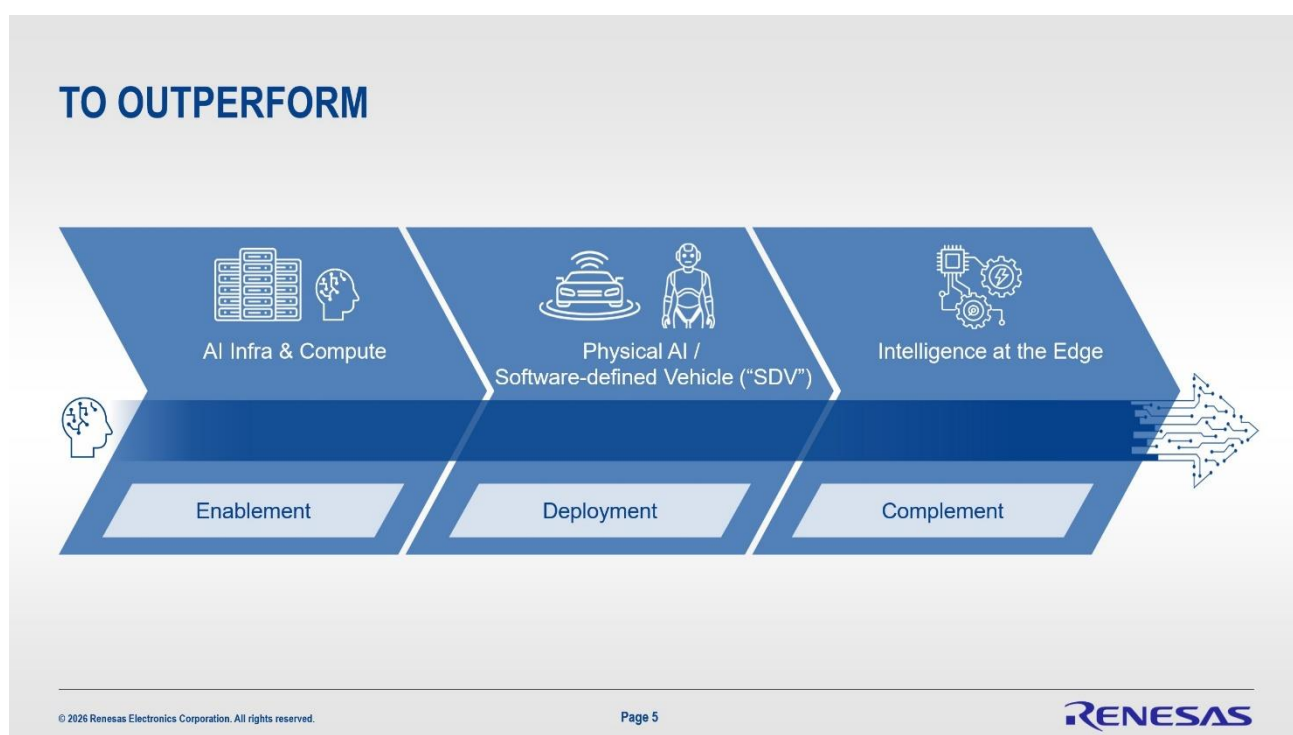 TO OUTPERFORM
AI Infra & Compute
Physical AI /
Software-defined Vehicle (“SDV”)
Intelligence at the Edge
Enablement
Deployment
Complement
© 2026 Renesas Electronics Corporation. All rights reserved.
Page 5
RENESAS